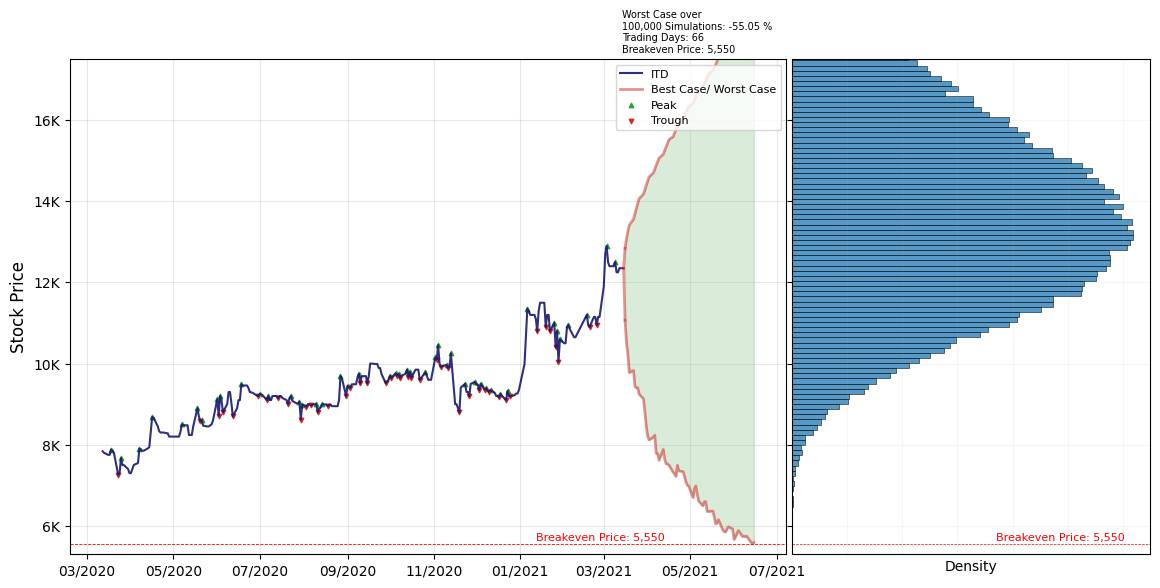 Worst Case over
100,000 Simulations: -55.05 %
Trading Days: 66
Breakeven Price: 5,550
ITD
Best Case/ Worst Case
Peak
Trough
Stock Price
16K
14K
12K
10K
8K
6K
Breakeven Price: 5,550
Breakeven Price: 5,550
03/2020
05/2020
07/2020
09/2020
11/2020
01/2021
03/2021
05/2021
07/2021
Density